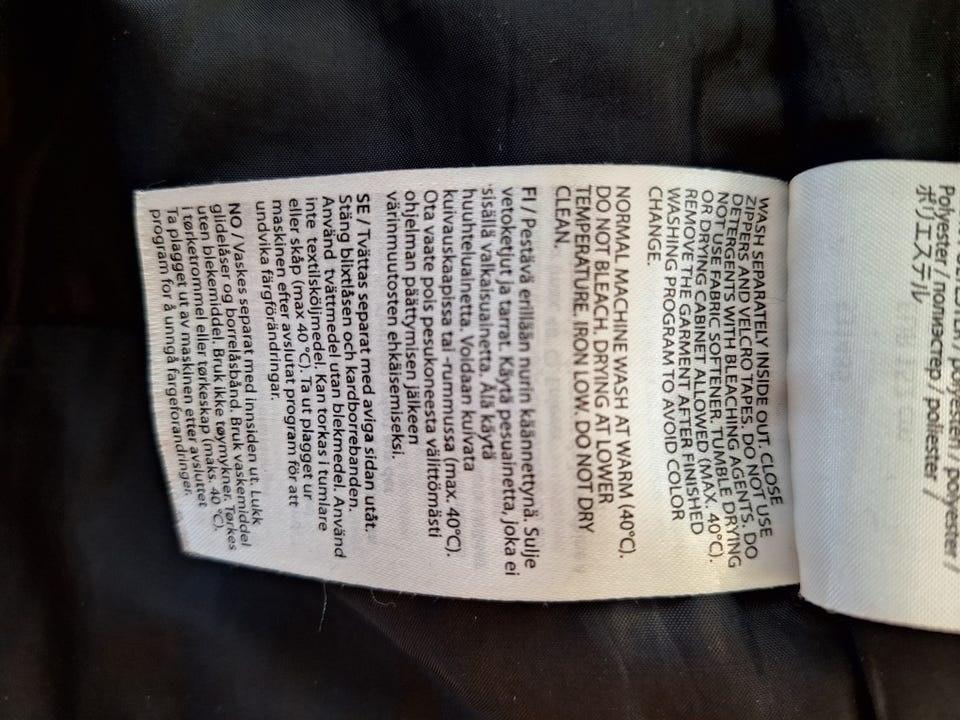 Polyester / polyesteri / polyester /
Polyester / полиэстер / poliester /
ポリエステル
WASH SEPARATELY INSIDE OUT. CLOSE
ZIPPERS AND VELCRO TAPES. DO NOT USE
DETERGENTS WITH BLEACHING AGENTS. DO
NOT USE FABRIC SOFTENER. TUMBLE DRYING
OR DRYING CABINET ALLOWED (MAX. 40°C).
REMOVE THE GARMENT AFTER FINISHED
WASHING PROGRAM TO AVOID COLOR
CHANGE.
NORMAL MACHINE WASH AT WARM (40°C).
DO NOT BLEACH. DRYING AT LOWER
TEMPERATURE. IRON LOW. DO NOT DRY
CLEAN.
FI / Pestävä erillään nurin käännettynä. Sulje
vetoketjut ja tarrat. Käytä pesuainetta, joka ei
sisällä valkaisuainetta. Älä käytä
huuhteluainetta. Voidaan kuivata
kuivauskaapissa tai -rummussa (max. 40°C).
Ota vaate pois pesukoneesta välittömästi
ohjelman päättymisen jälkeen
värinmuutosten ehkäisemiseksi.
SE / Tvättas separat med aviga sidan utåt.
Stäng blixtlåsen och kardborrebanden.
Använd tvättmedel utan blekmedel. Använd
inte textilsköljmedel. Kan torkas i tumlare
eller skåp (max 40 °C). Ta ut plagget ur
maskinen efter avslutat program för att
undvika färgförändringar.
NO / Vaskes separat med innsiden ut. Lukk
glidelåser og borrelåsbånd. Bruk vaskemiddel
uten blekemiddel. Bruk ikke tøymykner. Tørkes
i tørketrommel eller tørkeskap (maks. 40 °C).
Ta plagget ut av maskinen etter avsluttet
program for å unngå fargeforandringer.